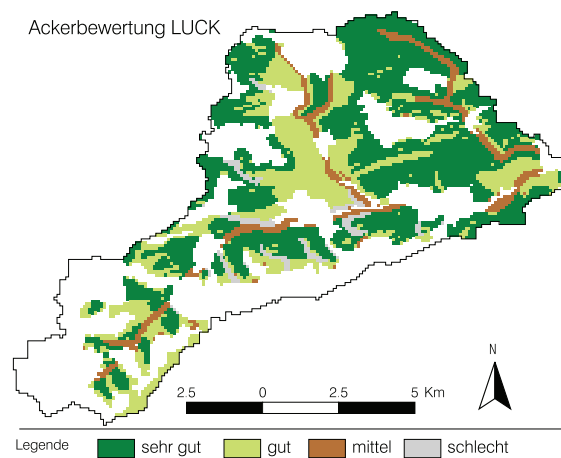 Ackerbewertung LUCK
N
2.5 0 2.5 5 Km
Legende sehr gut gut mittel schlecht